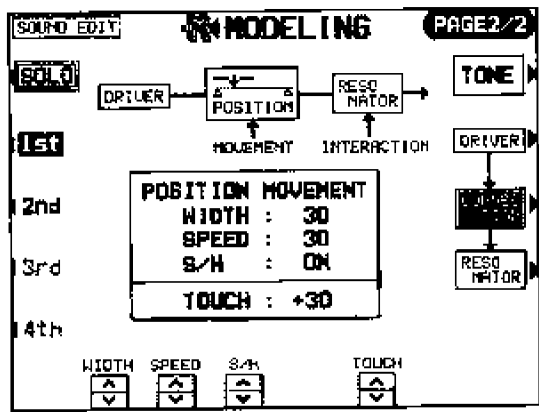 SOUND EDIT
MODELING
PAGE2/2
SOLO
1st
2nd
3rd
4th
DRIVER
POSITION
RESO
NATOR
MOVEMENT
INTERACTION
TONE
DRIVER
RESO
NATOR
POSITION MOVEMENT
WIDTH : 30
SPEED : 30
S/H : ON
TOUCH : +30
WIDTH SPEED S/H TOUCH